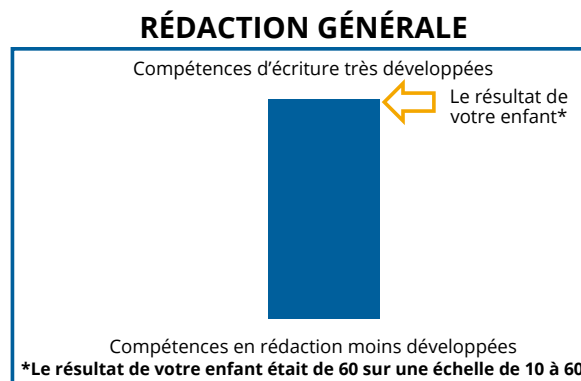 RÉDACTION GÉNÉRALE
Compétences d'écriture très développées
Le résultat de
votre enfant*
Compétences en rédaction moins développées
*Le résultat de votre enfant était de 60 sur une échelle de 10 à 60